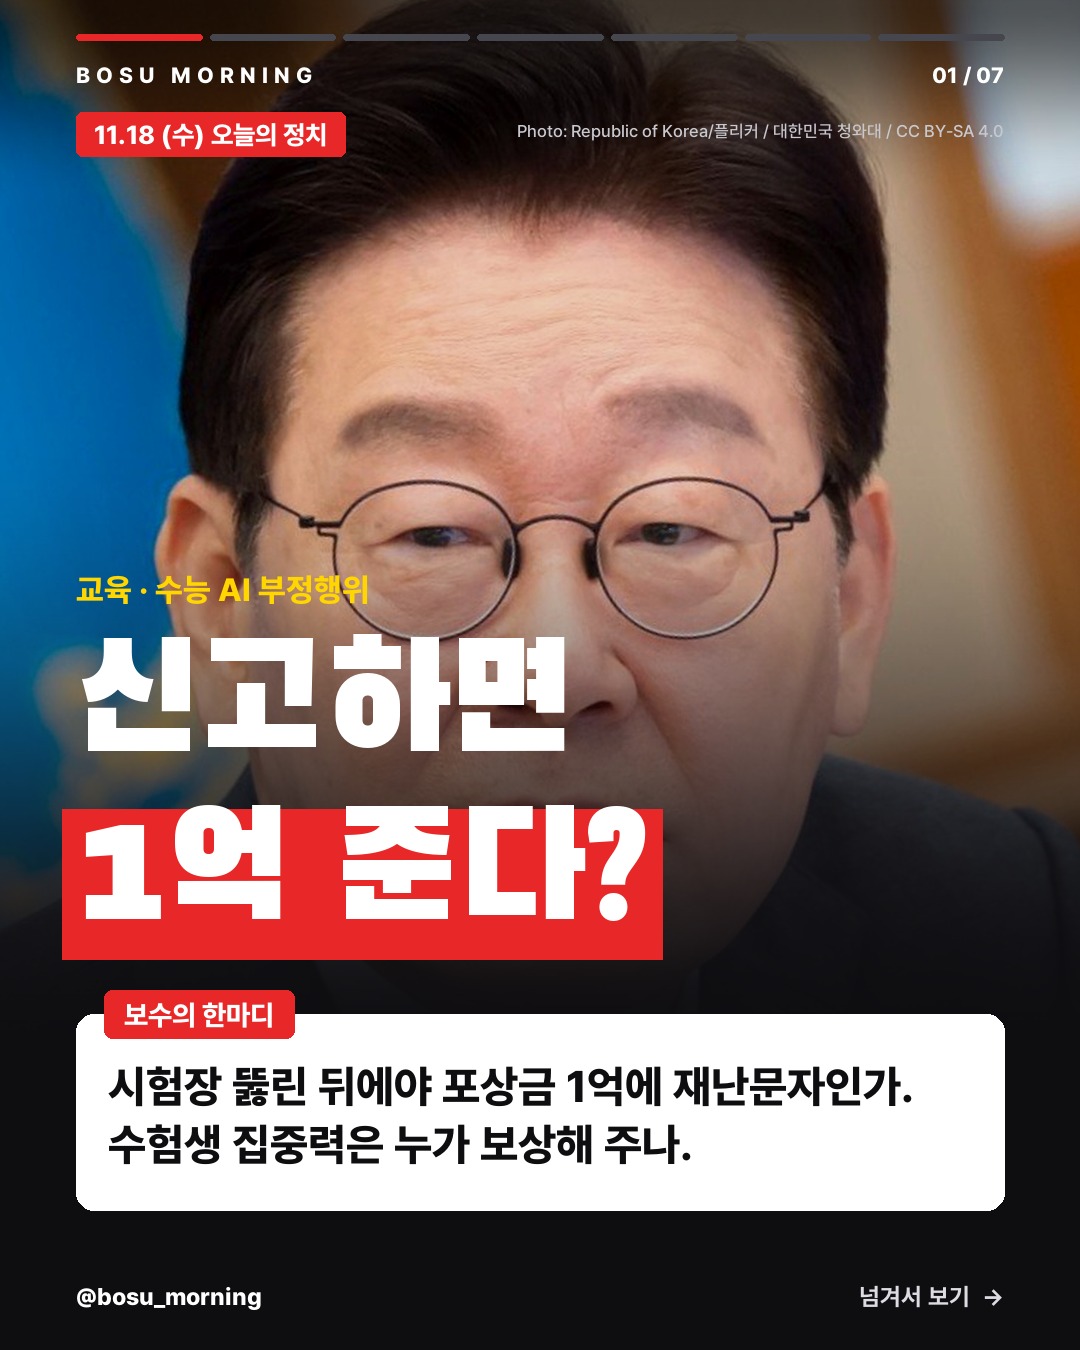 BOSU MORNING
01 / 07
11.18 (수) 오늘의 정치
Photo: Republic of Korea/플리커 / 대한민국 청와대 / CC BY-SA 4.0
교육 · 수능 AI 부정행위
신고하면
1억 준다?
보수의 한마디
시험장 뚫린 뒤에야 포상금 1억에 재난문자인가.
수험생 집중력은 누가 보상해 주나.
@bosu_morning
넘겨서 보기 →